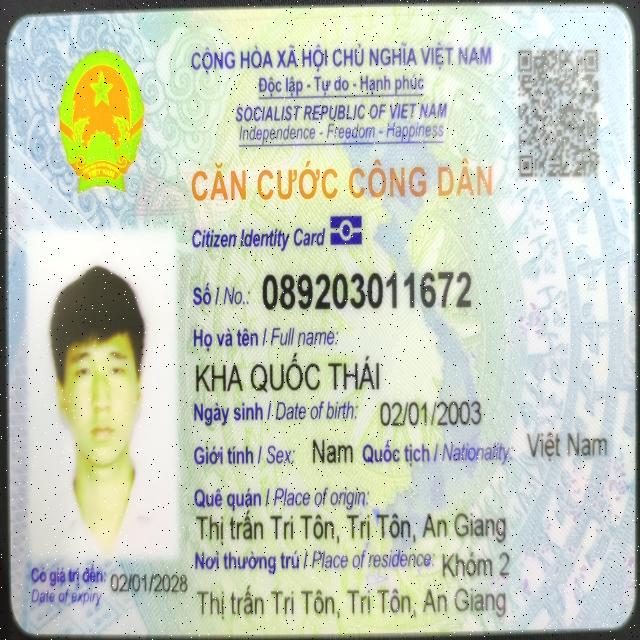 CỘNG HÒA XÃ HỘI CHỦ NGHĨA VIỆT NAM
Độc lập - Tự do - Hạnh phúc
SOCIALIST REPUBLIC OF VIET NAM
Independence - Freedom - Happiness
CĂN CƯỚC CÔNG DÂN
Citizen Identity Card
Số / No.: 089203011672
Họ và tên / Full name:
KHA QUỐC THÁI
Ngày sinh / Date of birth: 02/01/2003
Giới tính / Sex: Nam Quốc tịch / Nationality: Việt Nam
Quê quán / Place of origin:
Thị trấn Tri Tôn, Tri Tôn, An Giang
Nơi thường trú / Place of residence: Khóm 2
Thị trấn Tri Tôn, Tri Tôn, An Giang
Có giá trị đến: 02/01/2028
Date of expiry
VIỆT NAM